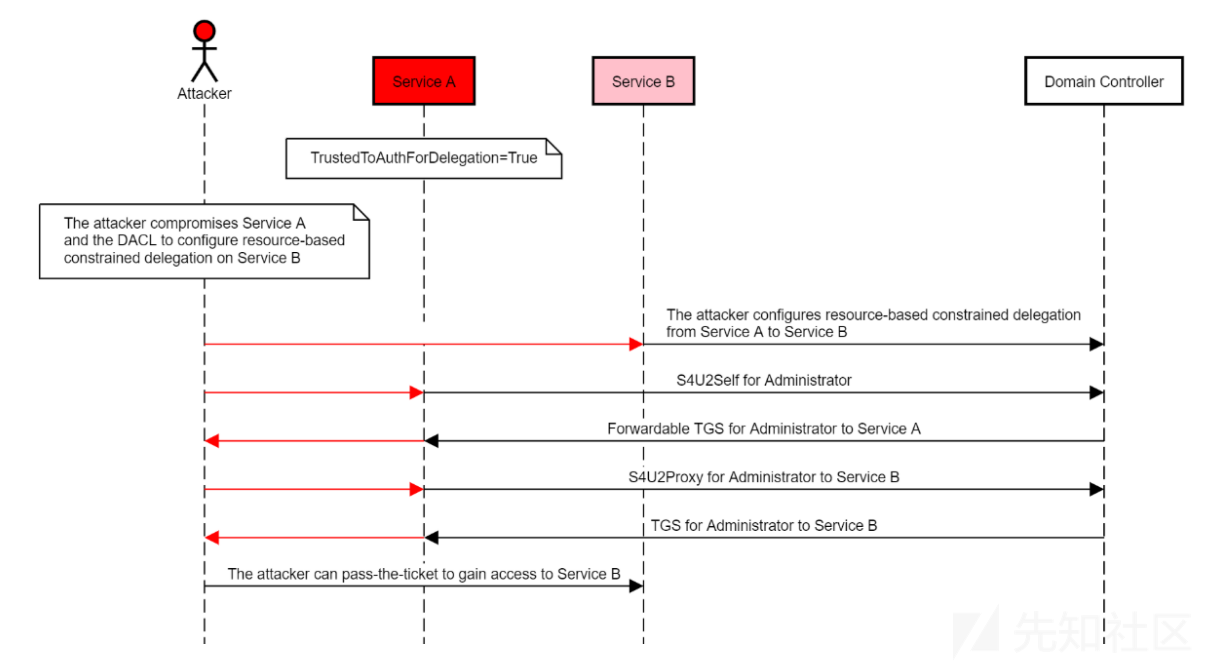 Attacker
Service A
Service B
Domain Controller
TrustedToAuthForDelegation=True
The attacker compromises Service A
and the DACL to configure resource-based
constrained delegation on Service B
The attacker configures resource-based constrained delegation
from Service A to Service B
S4U2Self for Administrator
Forwardable TGS for Administrator to Service A
S4U2Proxy for Administrator to Service B
TGS for Administrator to Service B
The attacker can pass-the-ticket to gain access to Service B
先知社区